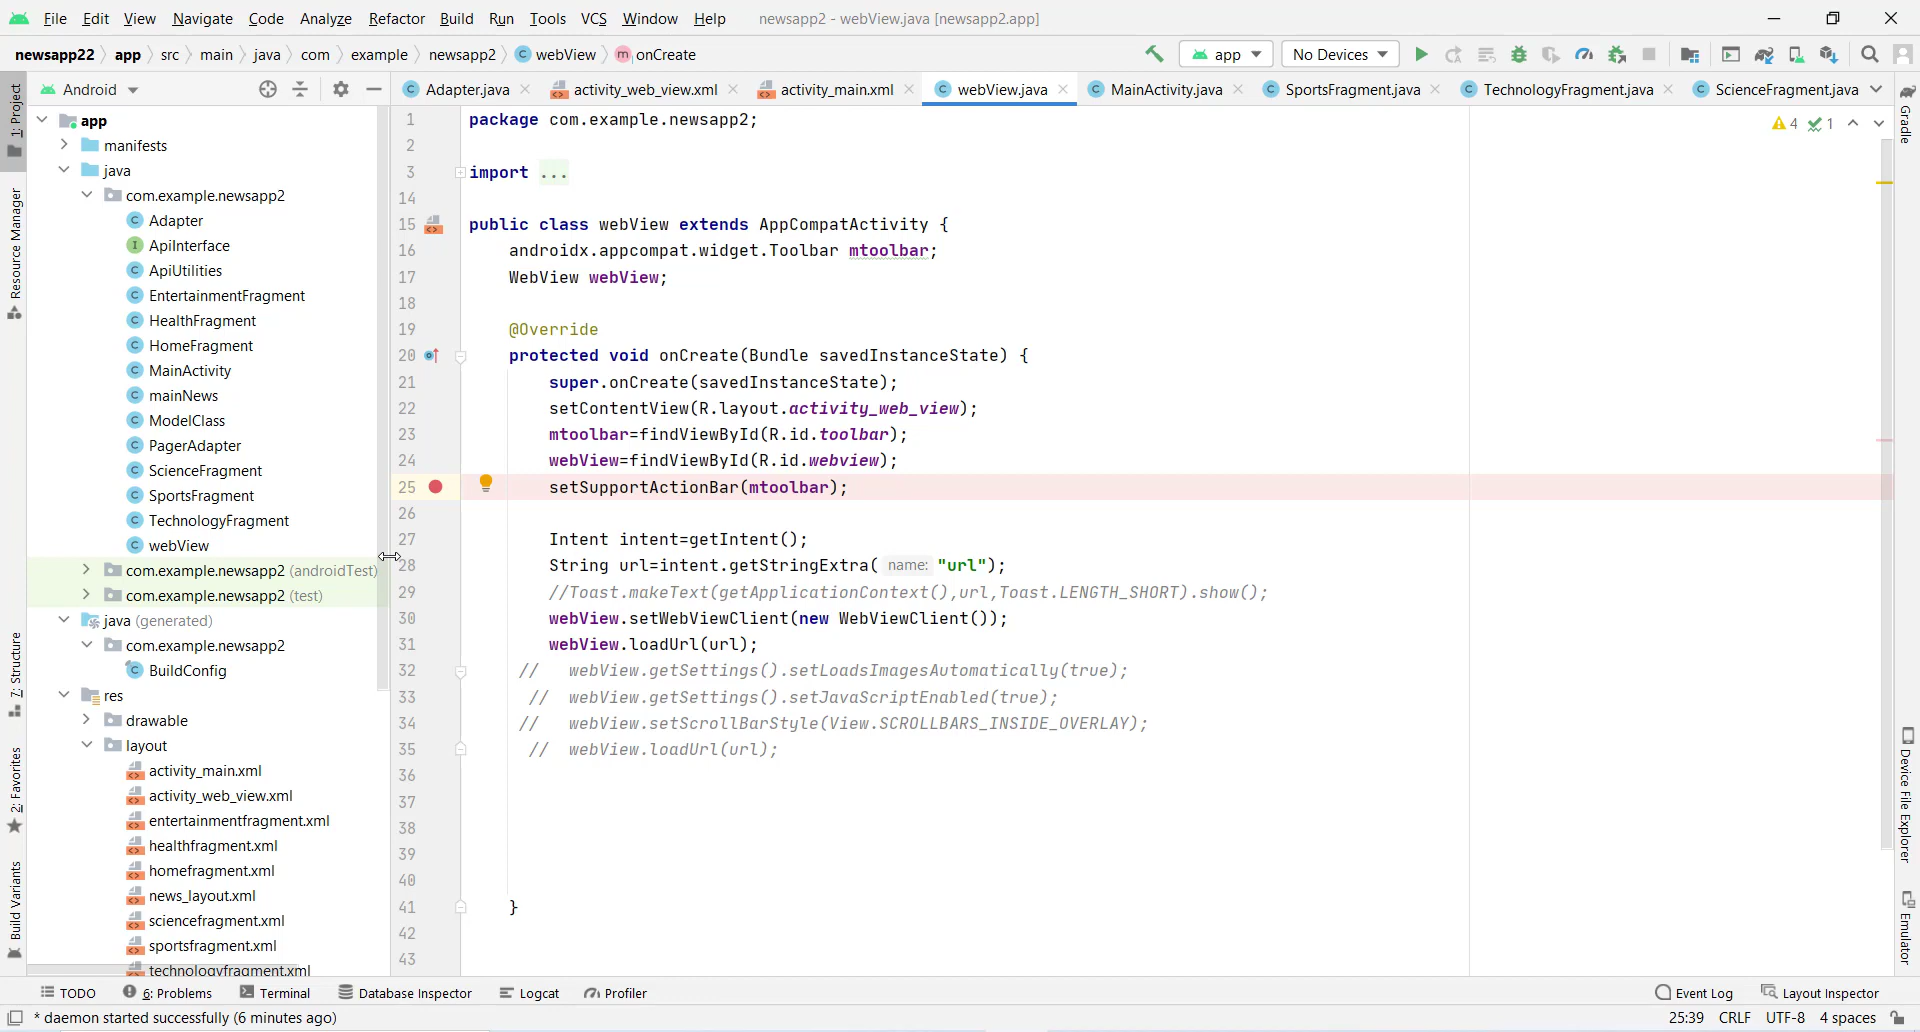 File Edit View Navigate Code Analyze Refactor Build Run Tools VCS Window Help newsapp2 - webView.java [newsapp2.app]
newsapp22 app src main java com example newsapp2 webView onCreate app No Devices
Android Adapter.java activity_web_view.xml activity_main.xml webView.java MainActivity.java SportsFragment.java TechnologyFragment.java ScienceFragment.java
1: Project
Resource Manager
7: Structure
2: Favorites
Build Variants
app
manifests
java
com.example.newsapp2
Adapter
ApiInterface
ApiUtilities
EntertainmentFragment
HealthFragment
HomeFragment
MainActivity
mainNews
ModelClass
PagerAdapter
ScienceFragment
SportsFragment
TechnologyFragment
webView
com.example.newsapp2 (androidTest)
com.example.newsapp2 (test)
java (generated)
com.example.newsapp2
BuildConfig
res
drawable
layout
activity_main.xml
activity_web_view.xml
entertainmentfragment.xml
healthfragment.xml
homefragment.xml
news_layout.xml
sciencefragment.xml
sportsfragment.xml
technologyfragment.xml
1 package com.example.newsapp2;
2
3 import ...
14
15 public class webView extends AppCompatActivity {
16 androidx.appcompat.widget.Toolbar mtoolbar;
17 WebView webView;
18
19 @Override
20 protected void onCreate(Bundle savedInstanceState) {
21 super.onCreate(savedInstanceState);
22 setContentView(R.layout.activity_web_view);
23 mtoolbar=findViewById(R.id.toolbar);
24 webView=findViewById(R.id.webview);
25 setSupportActionBar(mtoolbar);
26
27 Intent intent=getIntent();
28 String url=intent.getStringExtra( name: "url");
29 //Toast.makeText(getApplicationContext(),url,Toast.LENGTH_SHORT).show();
30 webView.setWebViewClient(new WebViewClient());
31 webView.loadUrl(url);
32 // webView.getSettings().setLoadsImagesAutomatically(true);
33 // webView.getSettings().setJavaScriptEnabled(true);
34 // webView.setScrollBarStyle(View.SCROLLBARS_INSIDE_OVERLAY);
35 // webView.loadUrl(url);
36
37
38
39
40
41 }
42
43
4 1
Gradle
Device File Explorer
Emulator
TODO 6: Problems Terminal Database Inspector Logcat Profiler Event Log Layout Inspector
* daemon started successfully (6 minutes ago) 25:39 CRLF UTF-8 4 spaces